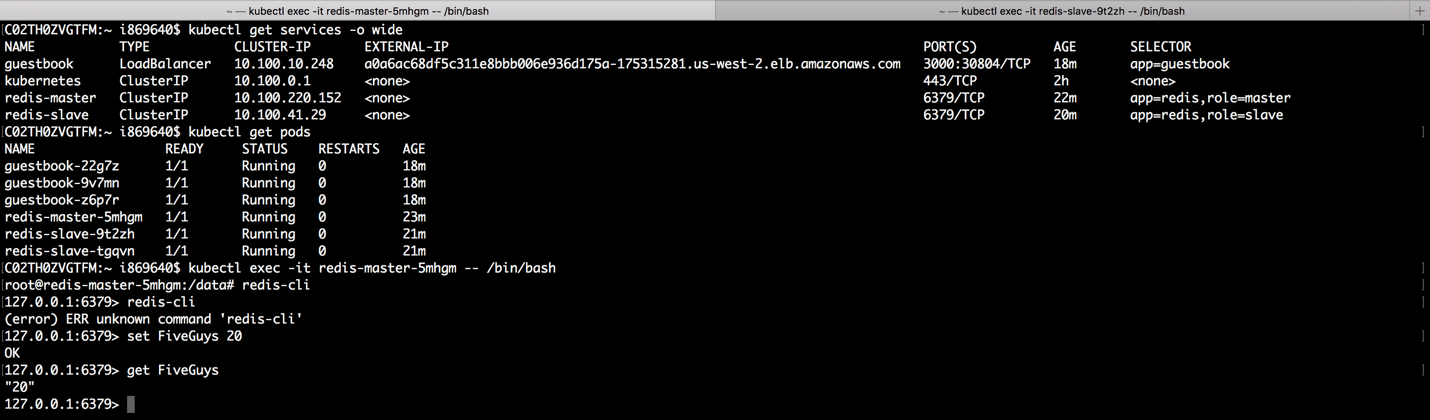 ~ — kubectl exec -it redis-master-5mhgm -- /bin/bash
~ — kubectl exec -it redis-slave-9t2zh -- /bin/bash
+
C02TH0ZVGTFM:~ i869640$ kubectl get services -o wide
NAME TYPE CLUSTER-IP EXTERNAL-IP PORT(S) AGE SELECTOR
guestbook LoadBalancer 10.100.10.248 a0a6ac68df5c311e8bbb006e936d175a-175315281.us-west-2.elb.amazonaws.com 3000:30804/TCP 18m app=guestbook
kubernetes ClusterIP 10.100.0.1 <none> 443/TCP 2h <none>
redis-master ClusterIP 10.100.220.152 <none> 6379/TCP 22m app=redis,role=master
redis-slave ClusterIP 10.100.41.29 <none> 6379/TCP 20m app=redis,role=slave
C02TH0ZVGTFM:~ i869640$ kubectl get pods
NAME READY STATUS RESTARTS AGE
guestbook-22g7z 1/1 Running 0 18m
guestbook-9v7mn 1/1 Running 0 18m
guestbook-z6p7r 1/1 Running 0 18m
redis-master-5mhgm 1/1 Running 0 23m
redis-slave-9t2zh 1/1 Running 0 21m
redis-slave-tgqvn 1/1 Running 0 21m
C02TH0ZVGTFM:~ i869640$ kubectl exec -it redis-master-5mhgm -- /bin/bash
root@redis-master-5mhgm:/data# redis-cli
127.0.0.1:6379> redis-cli
(error) ERR unknown command 'redis-cli'
127.0.0.1:6379> set FiveGuys 20
OK
127.0.0.1:6379> get FiveGuys
"20"
127.0.0.1:6379>